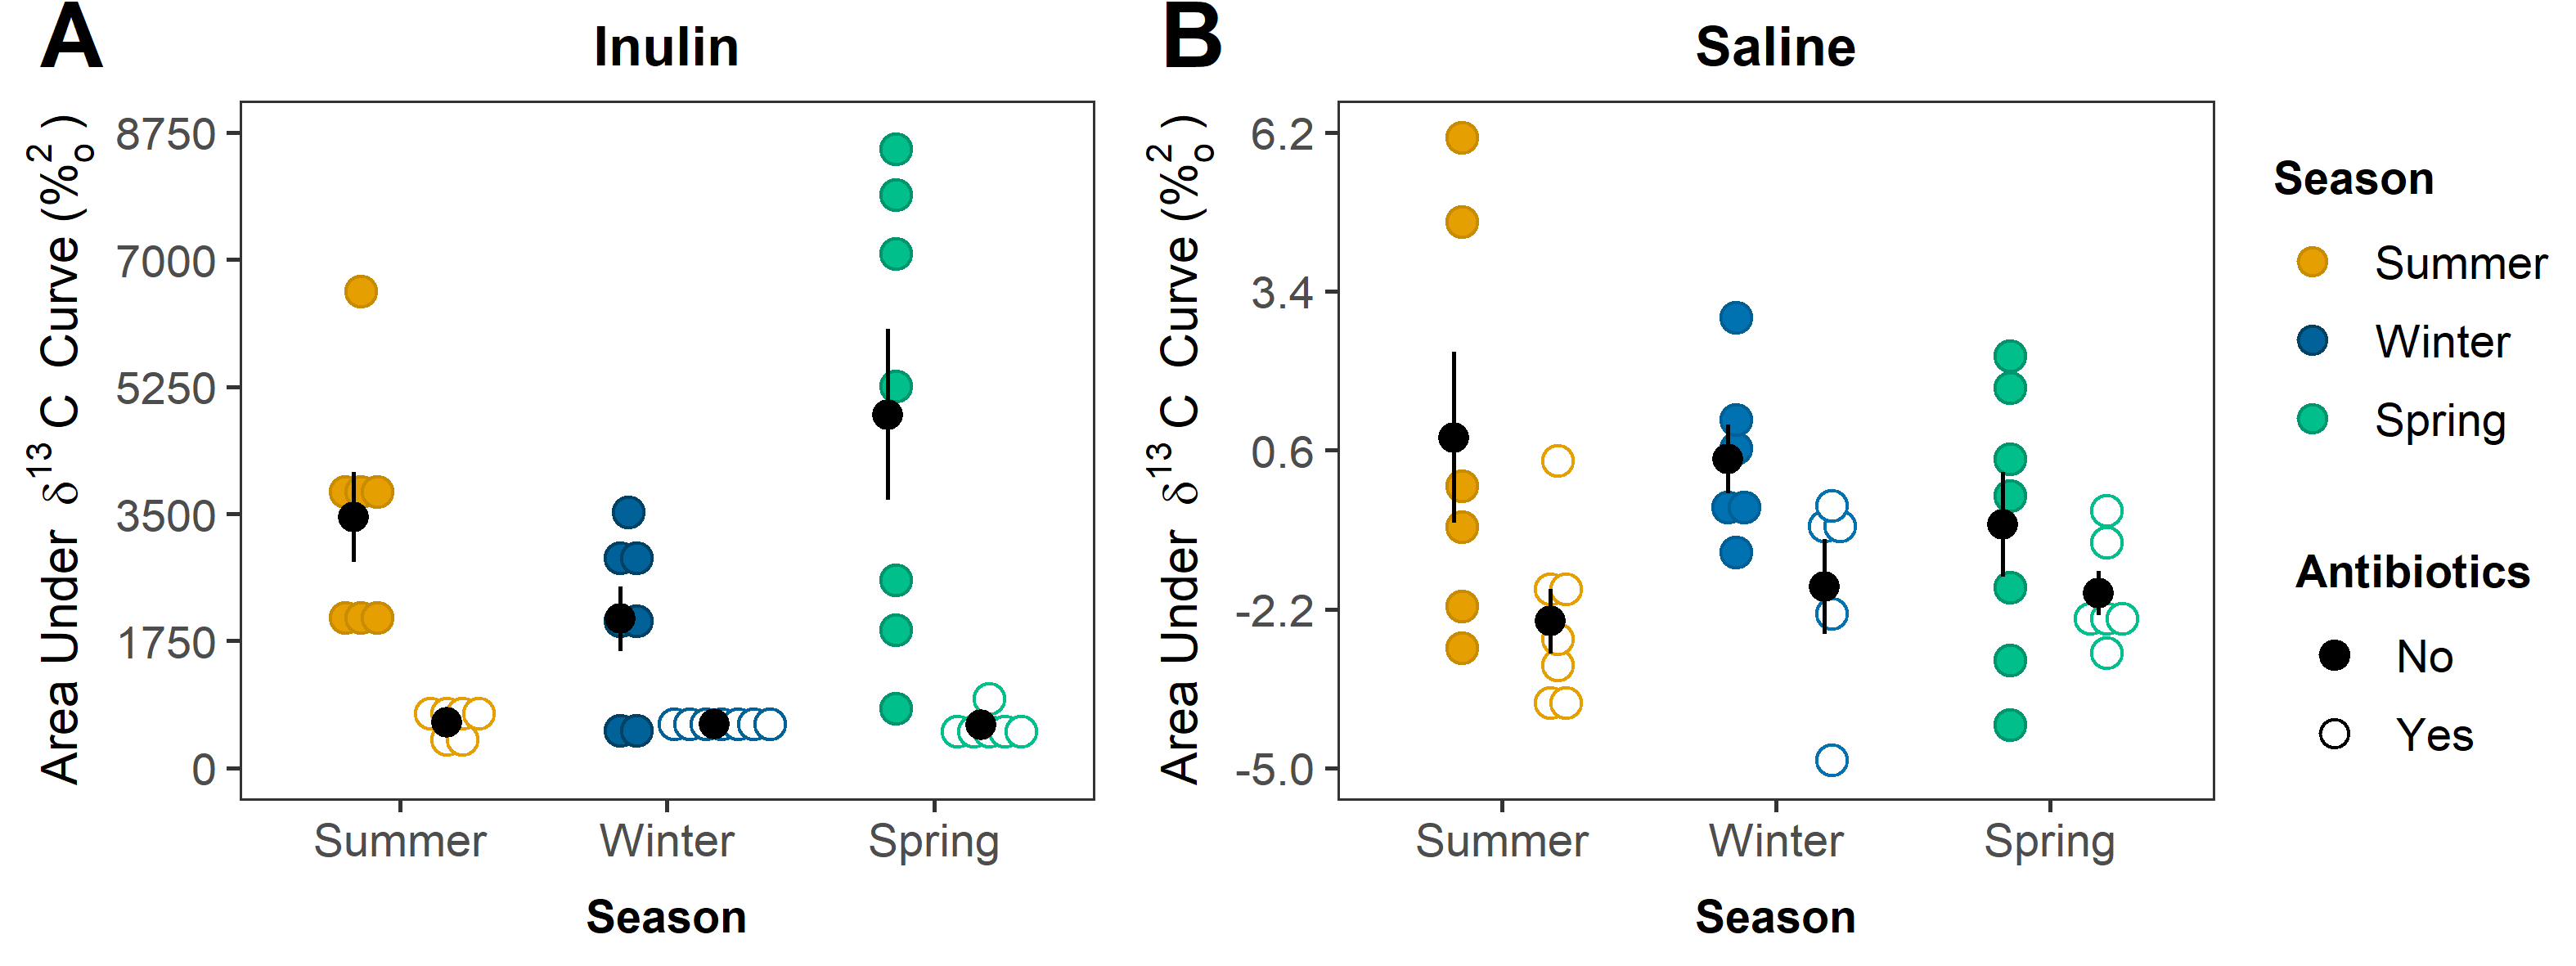 A
Inulin
Area Under δ¹³C Curve (‰²)
8750
7000
5250
3500
1750
0
Summer
Winter
Spring
Season
B
Saline
Area Under δ¹³C Curve (‰²)
6.2
3.4
0.6
-2.2
-5.0
Summer
Winter
Spring
Season
Season
Summer
Winter
Spring
Antibiotics
No
Yes